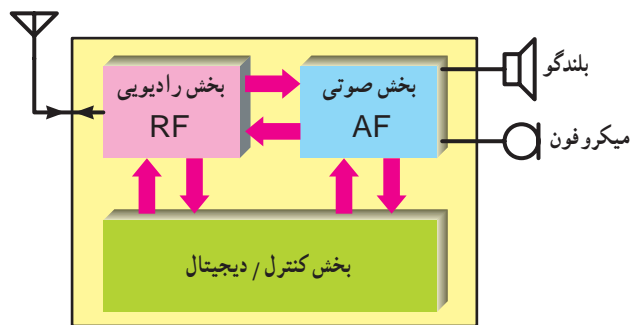 بلندگو
بخش صوتی
AF
بخش رادیویی
RF
میکروفون
بخش کنترل / دیجیتال